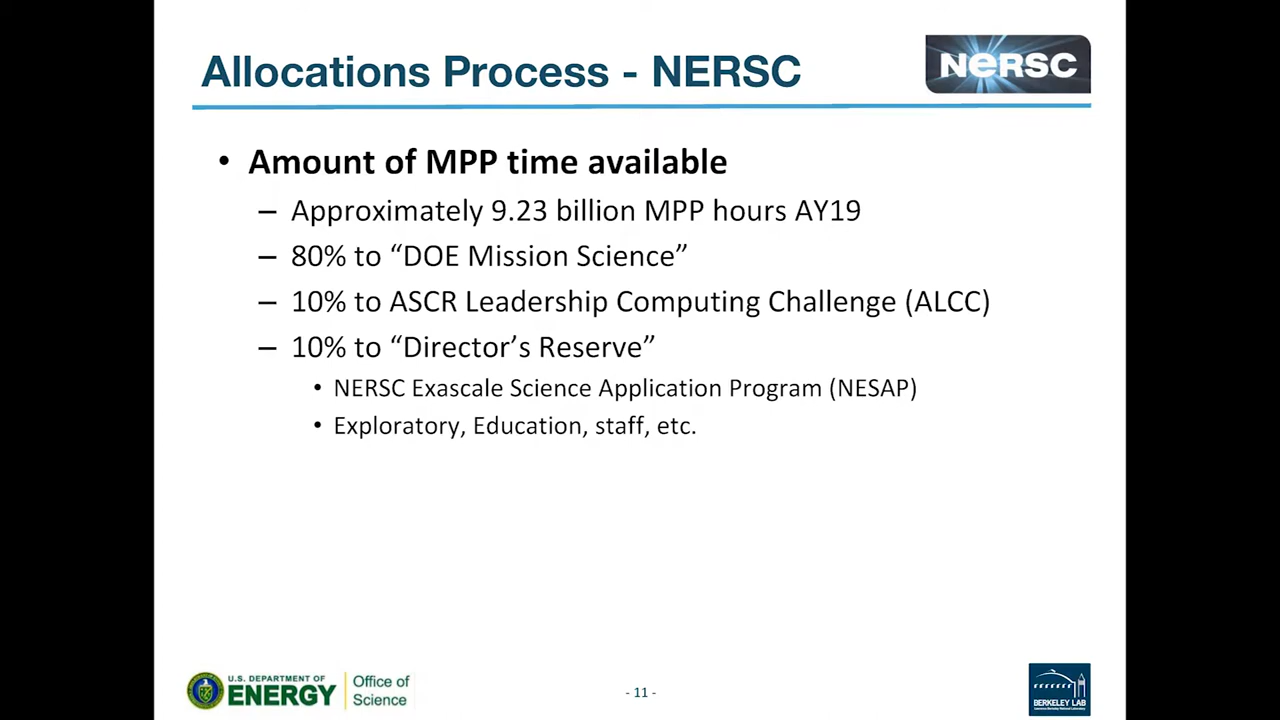 Allocations Process - NERSC
NERSC
• Amount of MPP time available
– Approximately 9.23 billion MPP hours AY19
– 80% to “DOE Mission Science”
– 10% to ASCR Leadership Computing Challenge (ALCC)
– 10% to “Director’s Reserve”
• NERSC Exascale Science Application Program (NESAP)
• Exploratory, Education, staff, etc.
U.S. DEPARTMENT OF
ENERGY
Office of
Science
- 11 -
BERKELEY LAB